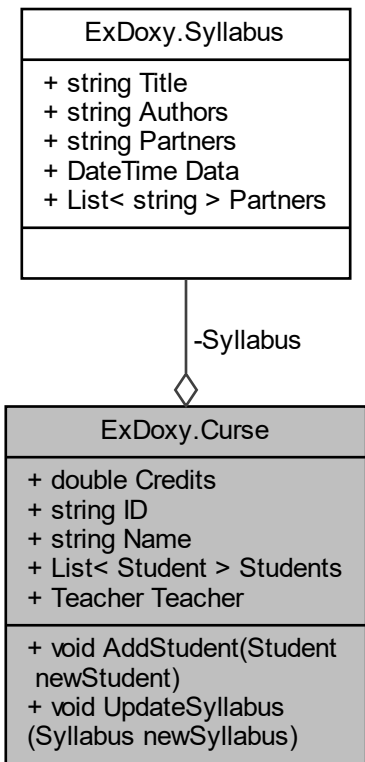 ExDoxy.Syllabus
+ string Title
+ string Authors
+ string Partners
+ DateTime Data
+ List< string > Partners
-Syllabus
ExDoxy.Curse
+ double Credits
+ string ID
+ string Name
+ List< Student > Students
+ Teacher Teacher
+ void AddStudent(Student
newStudent)
+ void UpdateSyllabus
(Syllabus newSyllabus)